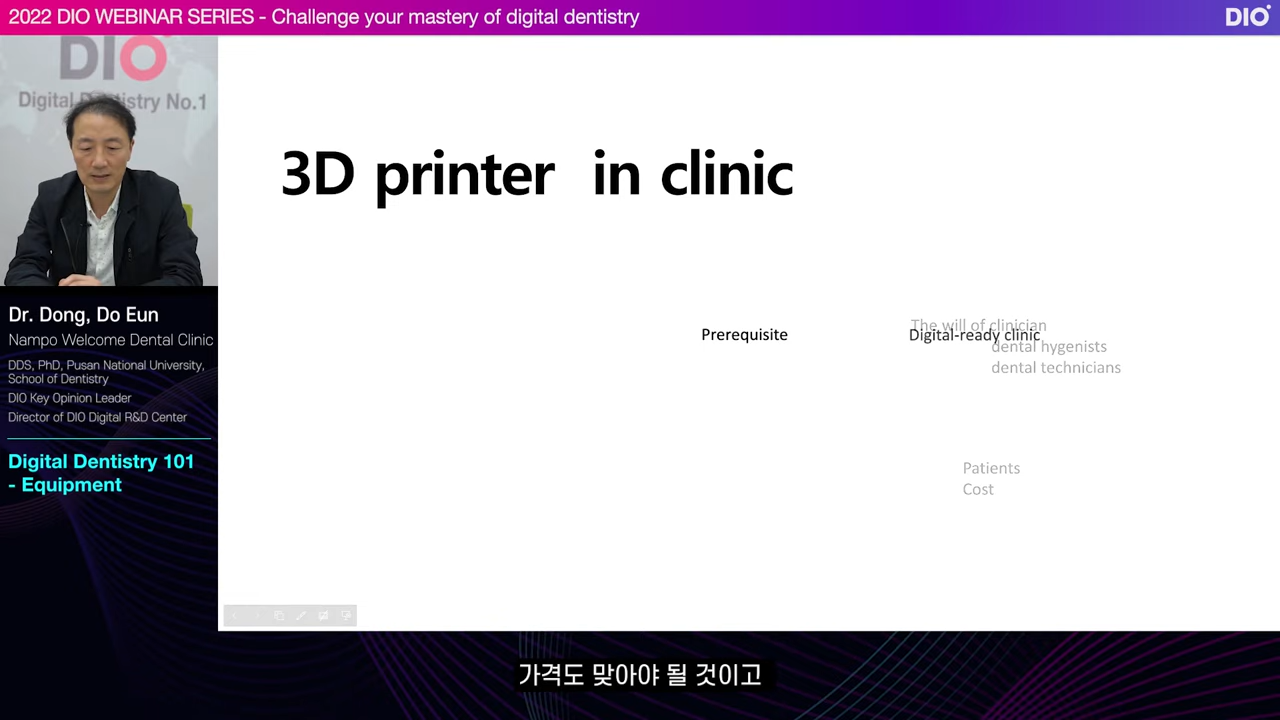 2022 DIO WEBINAR SERIES - Challenge your mastery of digital dentistry
DIO
DIO
Digital Dentistry No.1
3D printer in clinic
Prerequisite
The will of clinician
Digital-ready clinic
dental hygenists
dental technicians
Patients
Cost
Dr. Dong, Do Eun
Nampo Welcome Dental Clinic
DDS, PhD, Pusan National University,
School of Dentistry
DIO Key Opinion Leader
Director of DIO Digital R&D Center
Digital Dentistry 101
- Equipment
가격도 맞아야 될 것이고